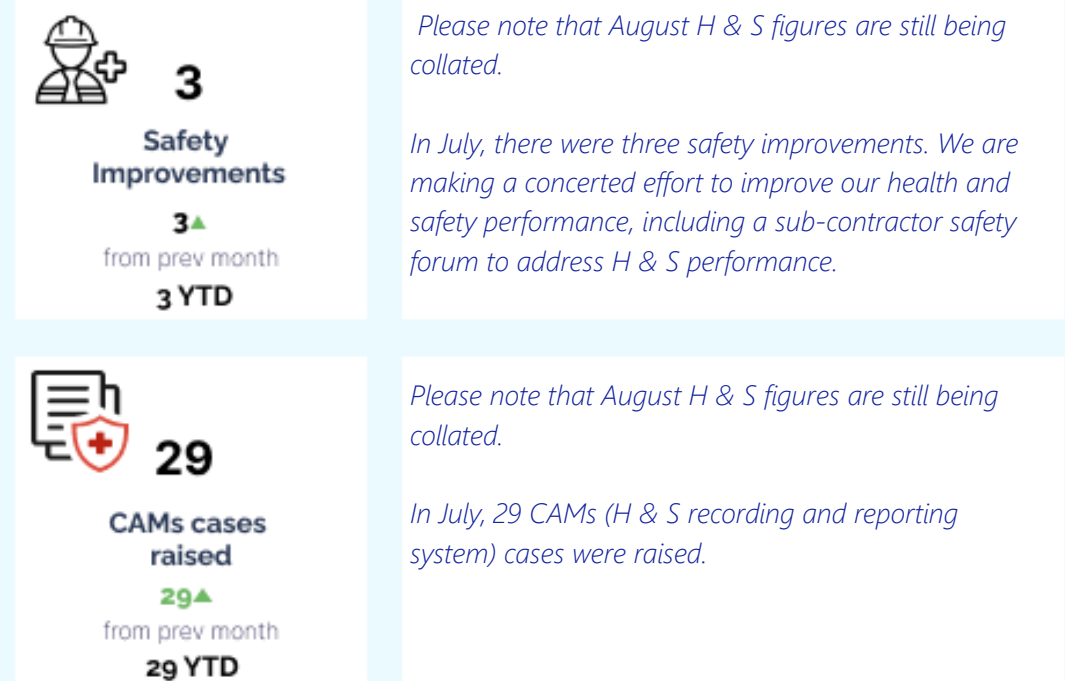 3
Safety
Improvements
3▲
from prev month
3 YTD
Please note that August H & S figures are still being
collated.
In July, there were three safety improvements. We are
making a concerted effort to improve our health and
safety performance, including a sub-contractor safety
forum to address H & S performance.
29
CAMs cases
raised
29▲
from prev month
29 YTD
Please note that August H & S figures are still being
collated.
In July, 29 CAMs (H & S recording and reporting
system) cases were raised.